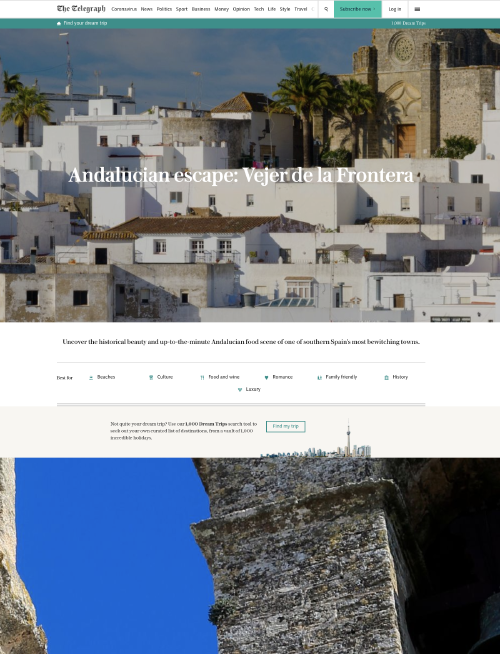 The Telegraph
Coronavirus News Politics Sport Business Money Opinion Tech Life Style Travel
Subscribe now
Log in
Find your dream trip
1,000 Dream Trips
Andalucian escape: Vejer de la Frontera
Uncover the historical beauty and up-to-the-minute Andalucian food scene of one of southern Spain's most bewitching towns.
Best for
Beaches
Culture
Food and wine
Romance
Family friendly
History
Luxury
Not quite your dream trip? Use our 1,000 Dream Trips search tool to
seek out your own curated list of destinations, from a vault of 1,000
incredible holidays.
Find my trip